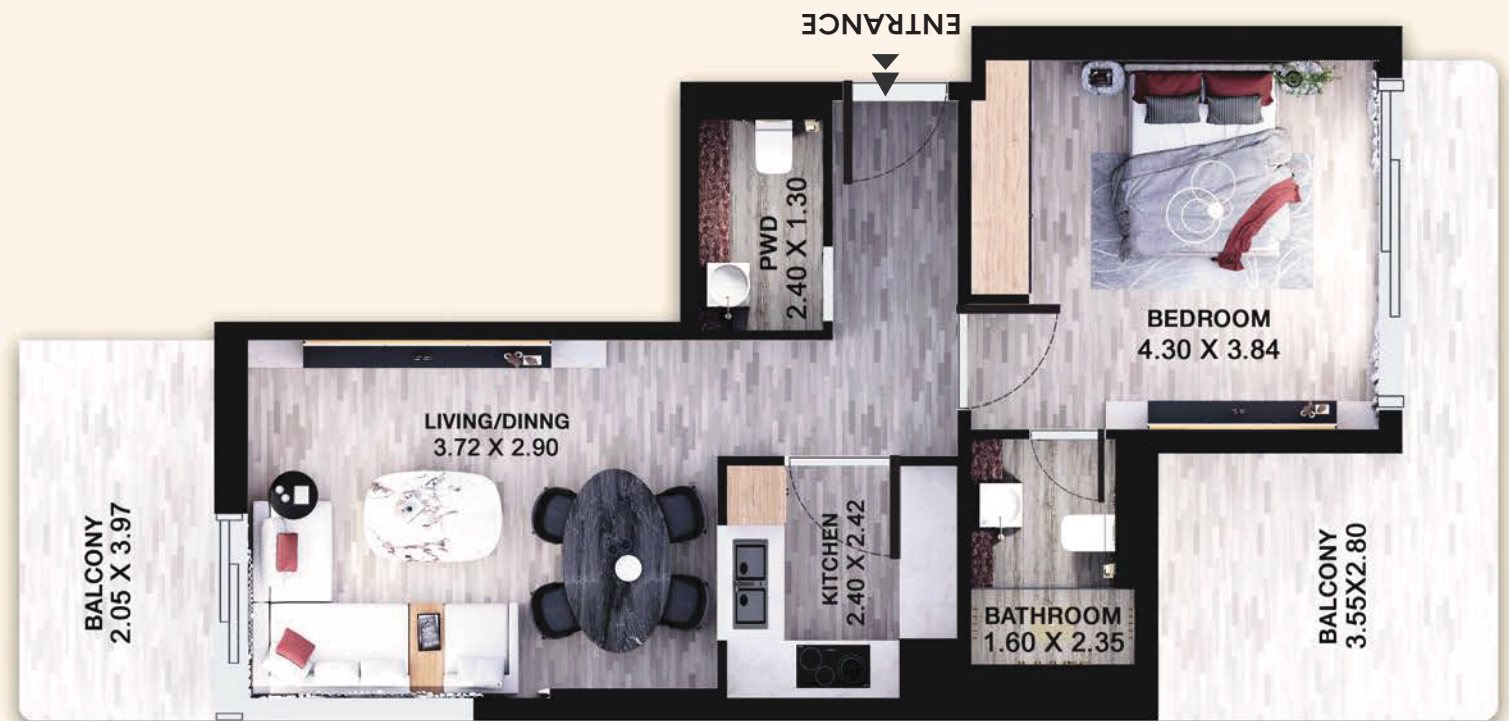 ENTRANCE
PWD
2.40 X 1.30
BEDROOM
4.30 X 3.84
LIVING/DINNG
3.72 X 2.90
BALCONY
2.05 X 3.97
KITCHEN
2.40 X 2.42
BATHROOM
1.60 X 2.35
BALCONY
3.55X2.80